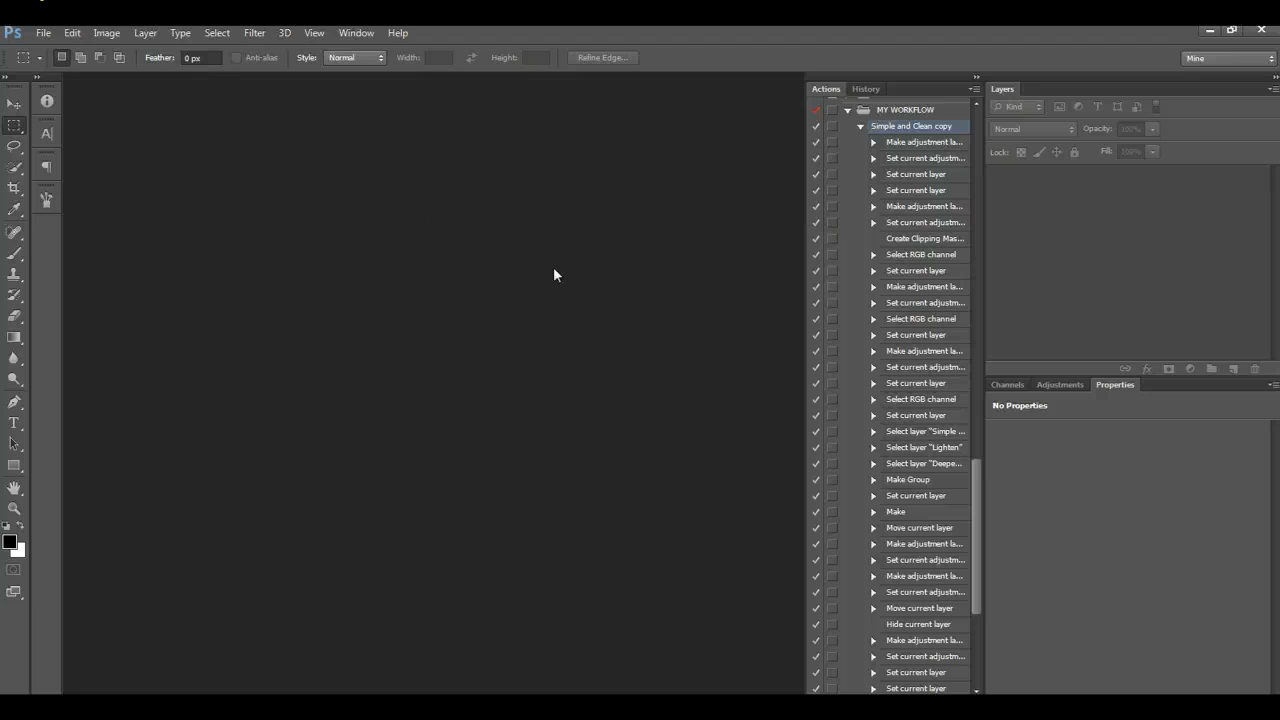 Ps File Edit Image Layer Type Select Filter 3D View Window Help
Feather: 0 px Anti-alias Style: Normal Width: Height: Refine Edge... Mine
Actions History
Layers
MY WORKFLOW
Simple and Clean copy
Make adjustment la...
Set current adjustm...
Set current layer
Set current layer
Make adjustment la...
Set current adjustm...
Create Clipping Mas...
Select RGB channel
Set current layer
Make adjustment la...
Set current adjustm...
Select RGB channel
Set current layer
Make adjustment la...
Set current adjustm...
Set current layer
Select RGB channel
Set current layer
Select layer "Simple ...
Select layer "Lighten"
Select layer "Deepe...
Make Group
Set current layer
Make
Move current layer
Make adjustment la...
Set current adjustm...
Make adjustment la...
Set current adjustm...
Move current layer
Hide current layer
Make adjustment la...
Set current adjustm...
Set current layer
Set current layer
Kind
Normal Opacity: 100%
Lock: Fill: 100%
Channels Adjustments Properties
No Properties